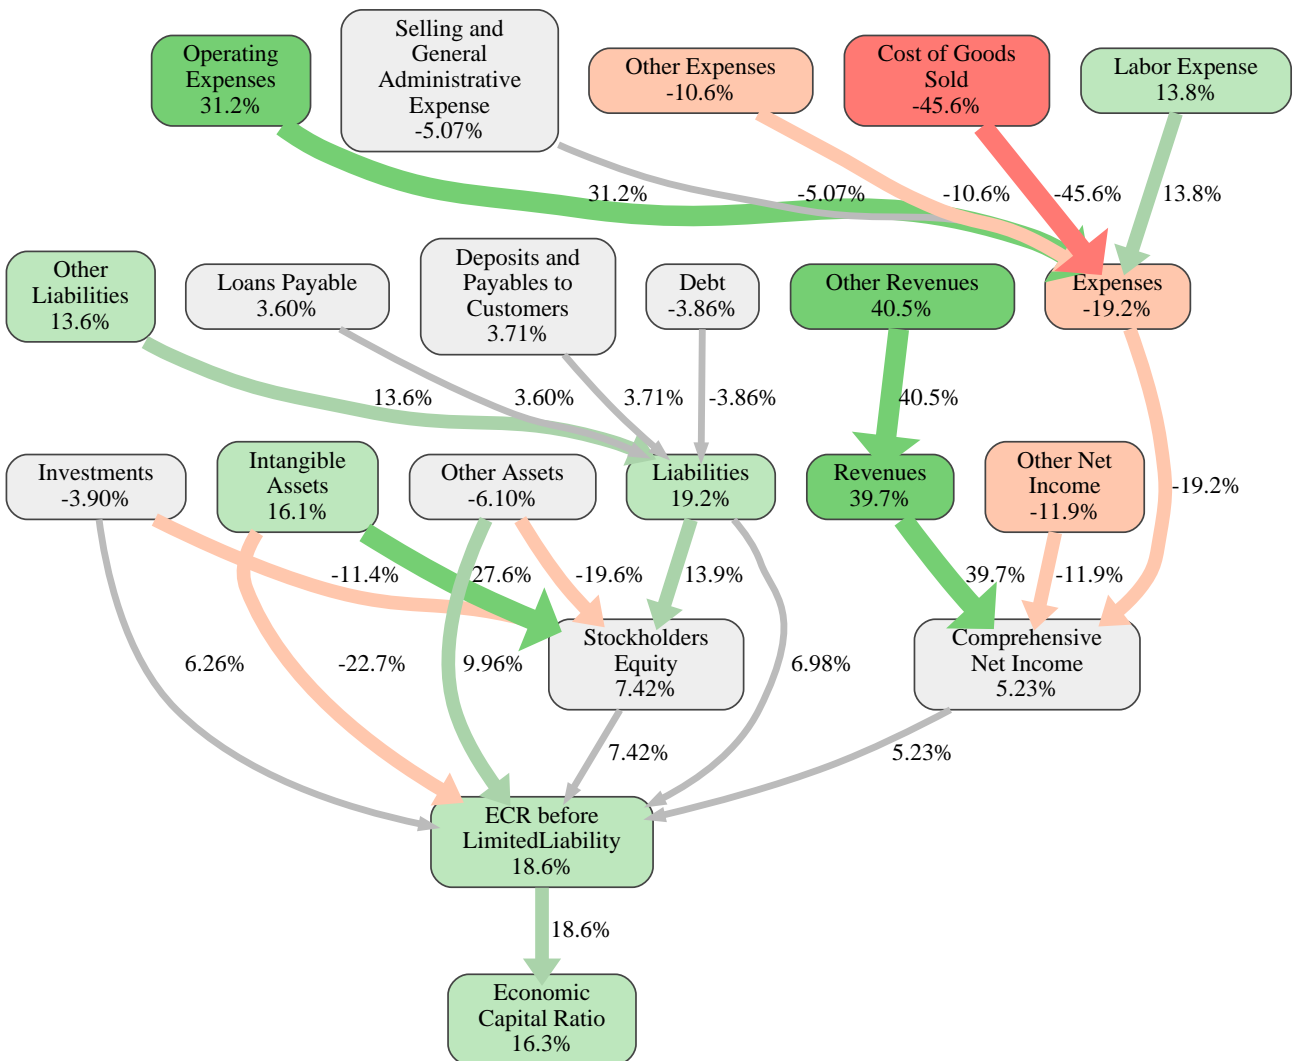 Operating
Expenses
31.2%
Selling and
General
Administrative
Expense
-5.07%
Other Expenses
-10.6%
Cost of Goods
Sold
-45.6%
Labor Expense
13.8%
31.2%
-5.07%
-10.6%
-45.6%
13.8%
Other
Liabilities
13.6%
Loans Payable
3.60%
Deposits and
Payables to
Customers
3.71%
Debt
-3.86%
Other Revenues
40.5%
Expenses
-19.2%
13.6%
3.60%
3.71%
-3.86%
40.5%
Investments
-3.90%
Intangible
Assets
16.1%
Other Assets
-6.10%
Liabilities
19.2%
Revenues
39.7%
Other Net
Income
-11.9%
-19.2%
-11.4%
27.6%
-19.6%
13.9%
39.7%
-11.9%
Stockholders
Equity
7.42%
Comprehensive
Net Income
5.23%
6.26%
-22.7%
9.96%
6.98%
7.42%
5.23%
ECR before
LimitedLiability
18.6%
18.6%
Economic
Capital Ratio
16.3%